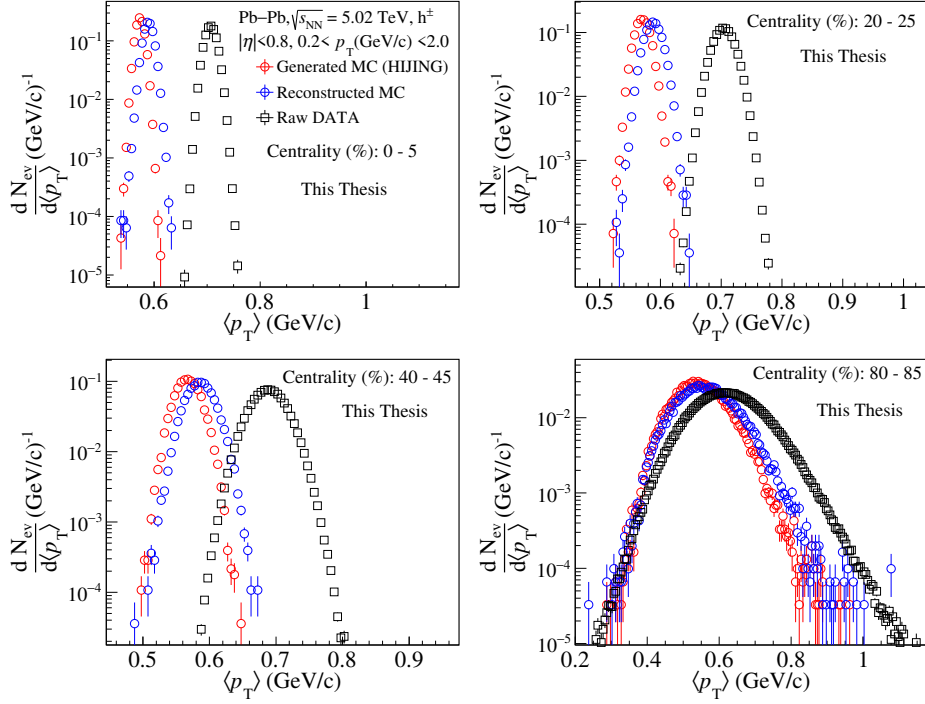 Pb–Pb, √s_NN = 5.02 TeV, h^±
|η|<0.8, 0.2< p_T(GeV/c) <2.0
Generated MC (HIJING)
Reconstructed MC
Raw DATA
Centrality (%): 0 - 5
This Thesis
d N_ev / d⟨p_T⟩ (GeV/c)^-1
10^-1
10^-2
10^-3
10^-4
10^-5
0.6 0.8 1
⟨p_T⟩ (GeV/c)
Centrality (%): 20 - 25
This Thesis
d N_ev / d⟨p_T⟩ (GeV/c)^-1
10^-1
10^-2
10^-3
10^-4
0.5 0.6 0.7 0.8 0.9 1
⟨p_T⟩ (GeV/c)
Centrality (%): 40 - 45
This Thesis
d N_ev / d⟨p_T⟩ (GeV/c)^-1
10^-1
10^-2
10^-3
10^-4
0.5 0.6 0.7 0.8 0.9
⟨p_T⟩ (GeV/c)
Centrality (%): 80 - 85
This Thesis
d N_ev / d⟨p_T⟩ (GeV/c)^-1
10^-2
10^-3
10^-4
10^-5
0.2 0.4 0.6 0.8 1
⟨p_T⟩ (GeV/c)